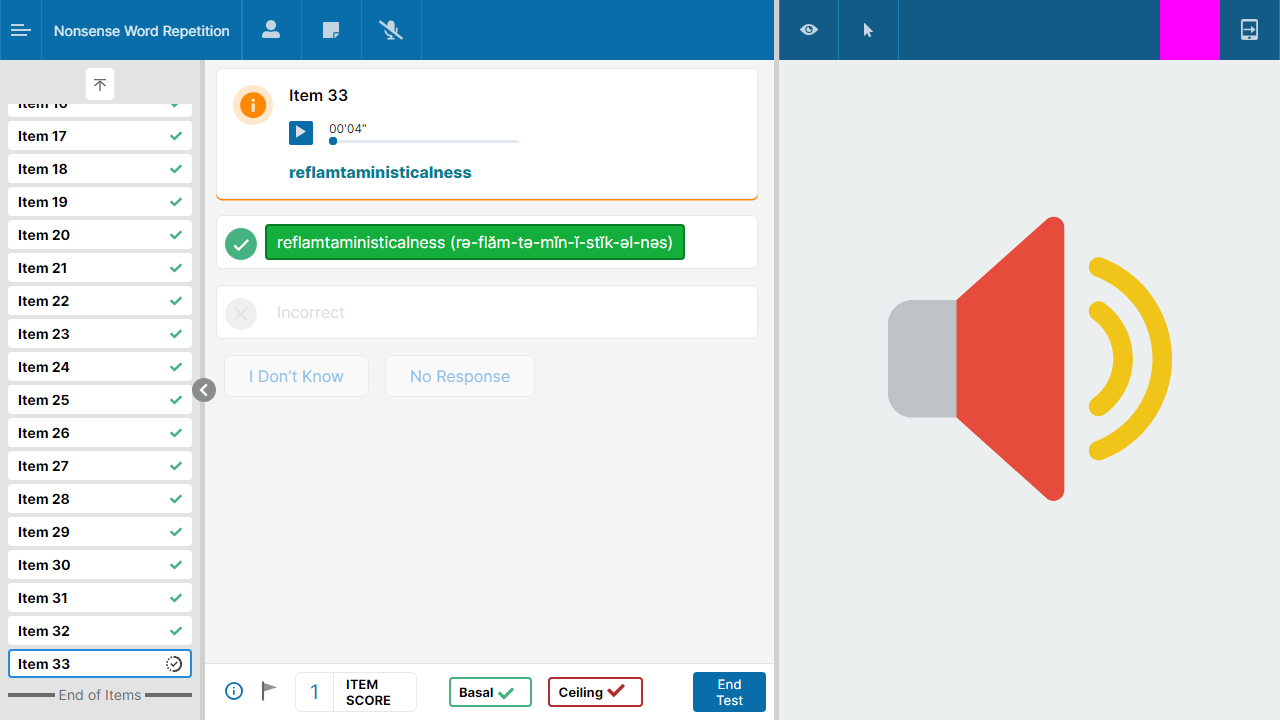 Nonsense Word Repetition
Item 16
Item 17
Item 18
Item 19
Item 20
Item 21
Item 22
Item 23
Item 24
Item 25
Item 26
Item 27
Item 28
Item 29
Item 30
Item 31
Item 32
Item 33
End of Items
Item 33
00'04"
reflamtaministicalness
reflamtaministicalness (rə-flăm-tə-mĭn-ĭ-stĭk-əl-nəs)
Incorrect
I Don't Know
No Response
1
ITEM
SCORE
Basal
Ceiling
End
Test